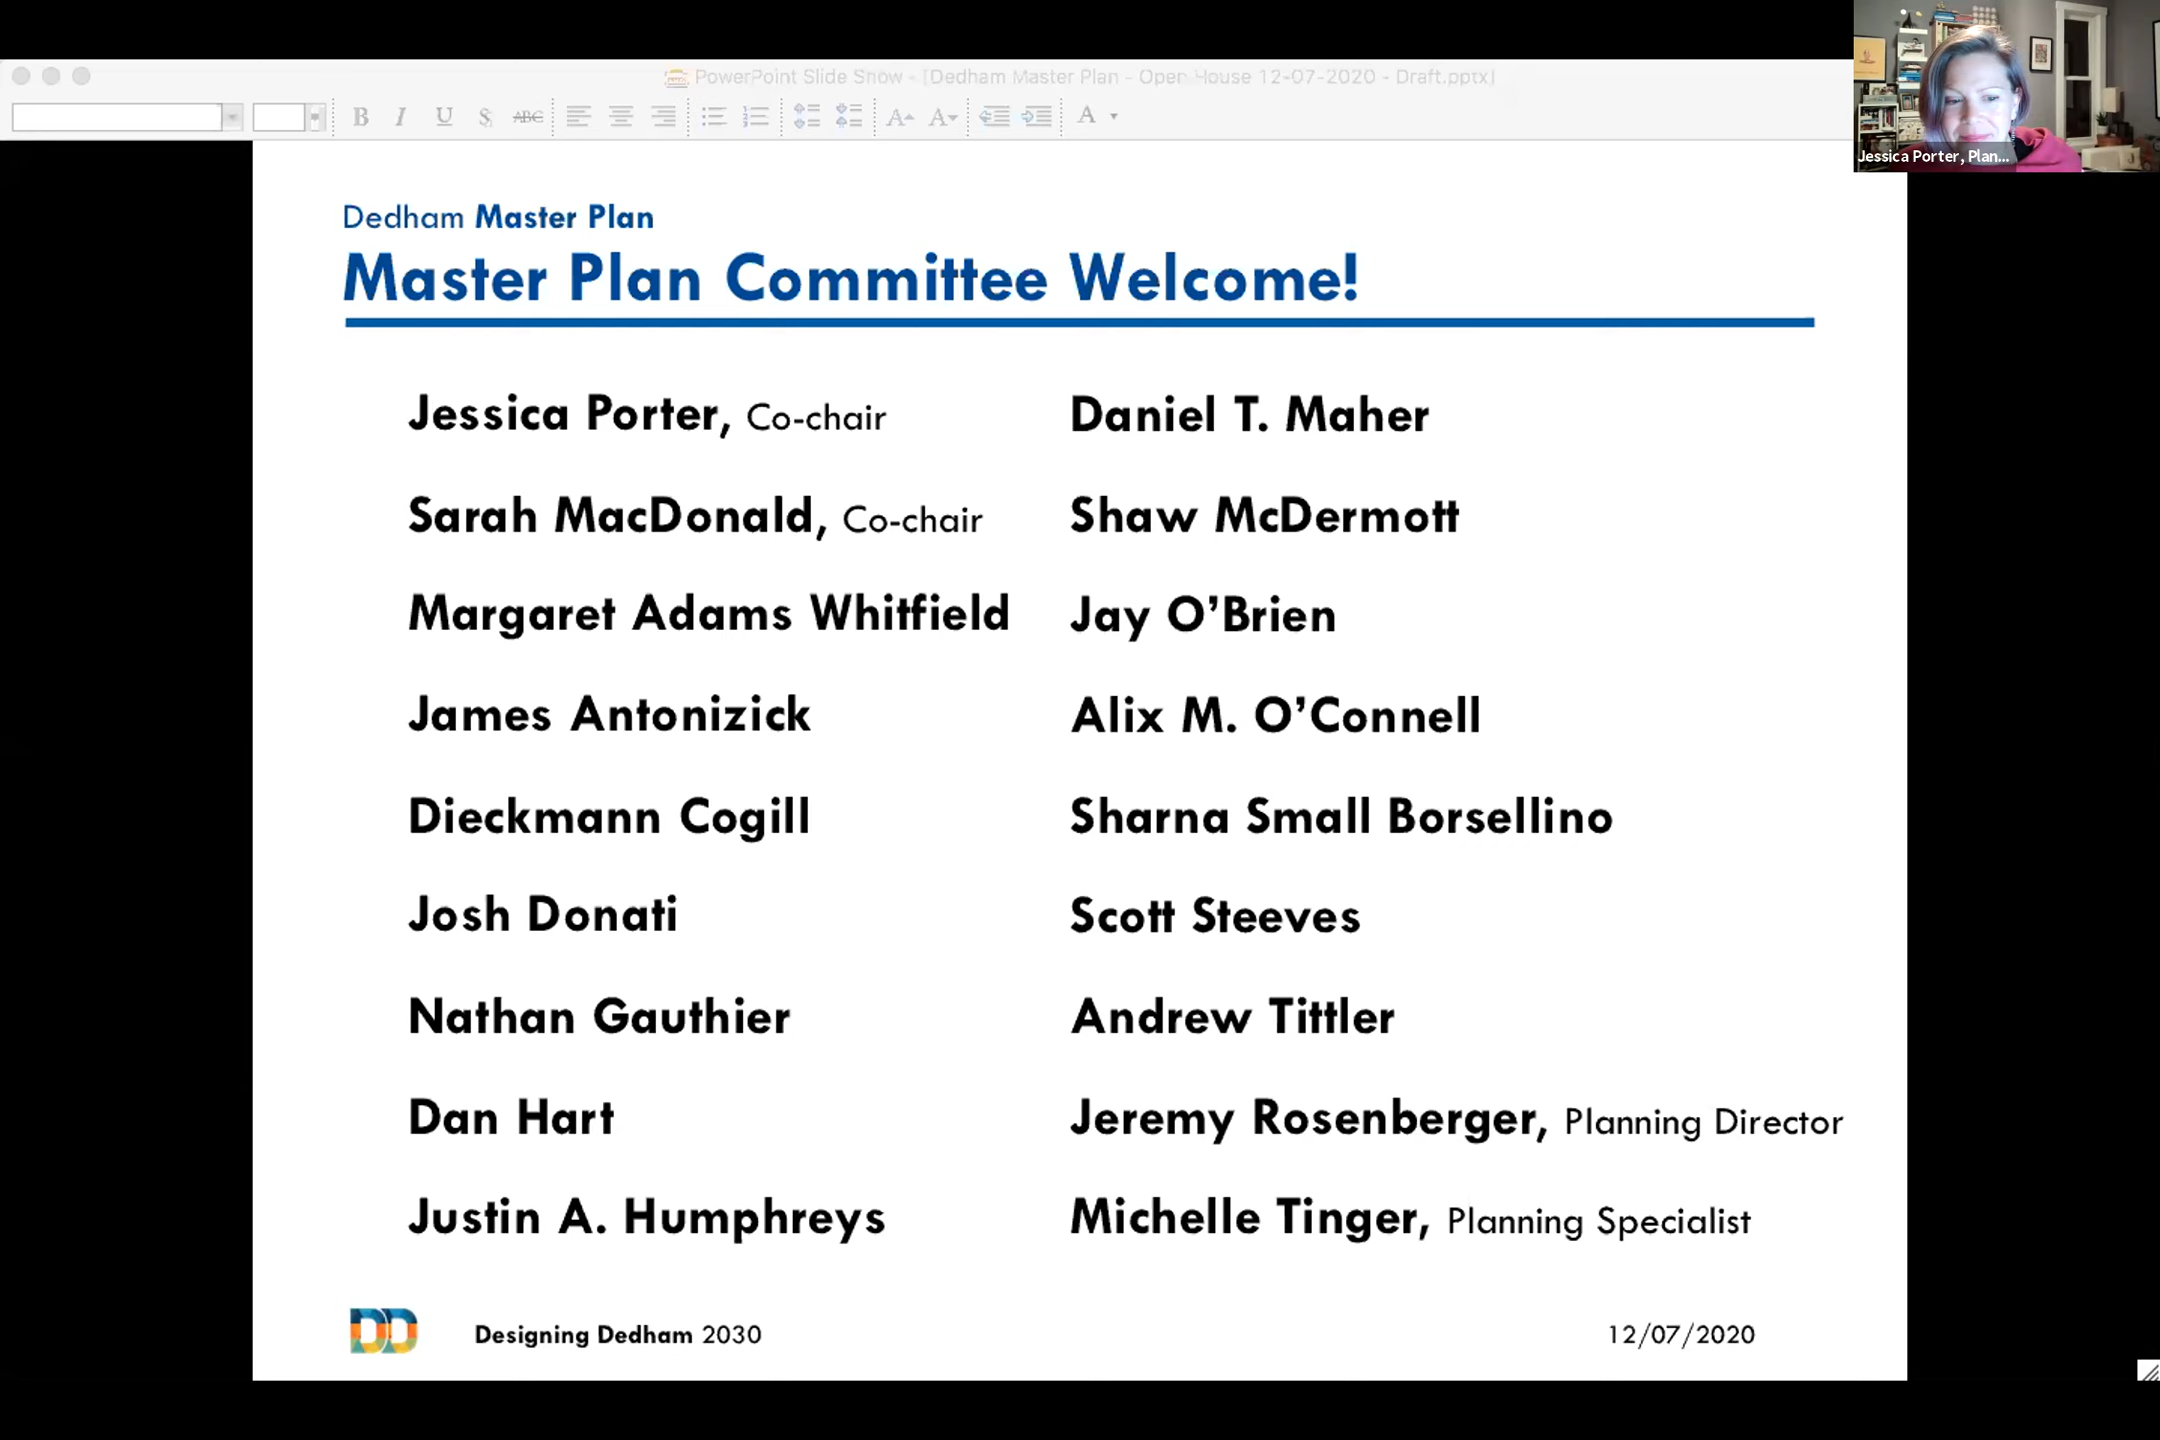 PowerPoint Slide Show - [Dedham Master Plan - Open House 12-07-2020 - Draft.pptx]
B I U S ABC A A A
Jessica Porter, Plan...
Dedham Master Plan
Master Plan Committee Welcome!
Jessica Porter, Co-chair
Sarah MacDonald, Co-chair
Margaret Adams Whitfield
James Antonizick
Dieckmann Cogill
Josh Donati
Nathan Gauthier
Dan Hart
Justin A. Humphreys
Daniel T. Maher
Shaw McDermott
Jay O’Brien
Alix M. O’Connell
Sharna Small Borsellino
Scott Steeves
Andrew Tittler
Jeremy Rosenberger, Planning Director
Michelle Tinger, Planning Specialist
DD
Designing Dedham 2030
12/07/2020